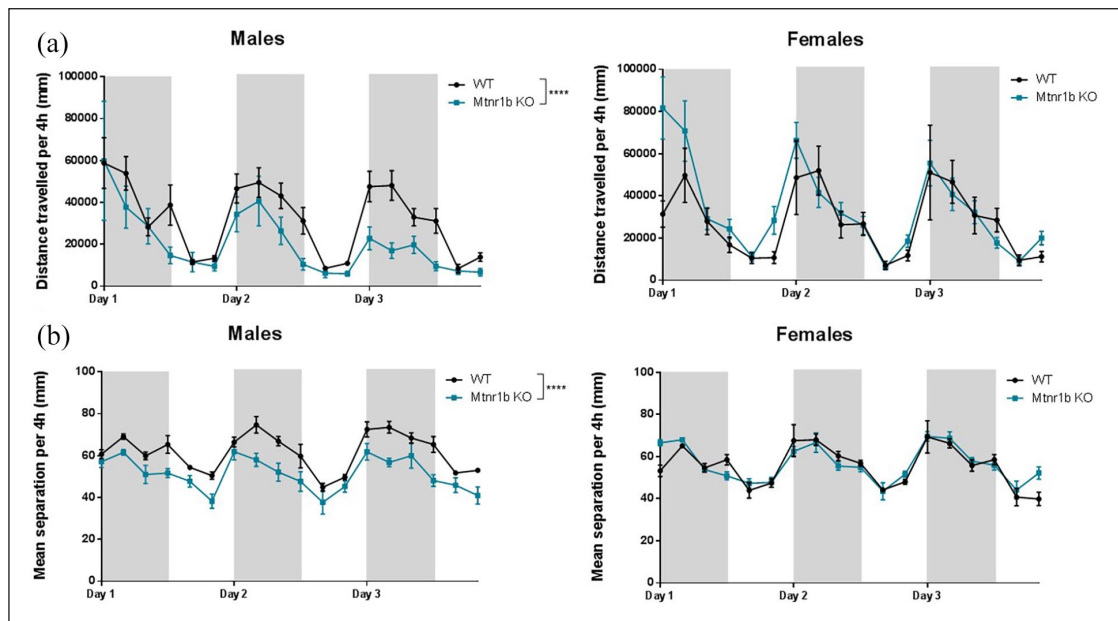 (a)
Males
Distance travelled per 4h (mm)
100000
80000
60000
40000
20000
0
Day 1
Day 2
Day 3
WT
Mtnr1b KO
****
Females
Distance travelled per 4h (mm)
100000
80000
60000
40000
20000
0
Day 1
Day 2
Day 3
WT
Mtnr1b KO
(b)
Males
Mean separation per 4h (mm)
100
80
60
40
20
0
Day 1
Day 2
Day 3
WT
Mtnr1b KO
****
Females
Mean separation per 4h (mm)
100
80
60
40
20
0
Day 1
Day 2
Day 3
WT
Mtnr1b KO